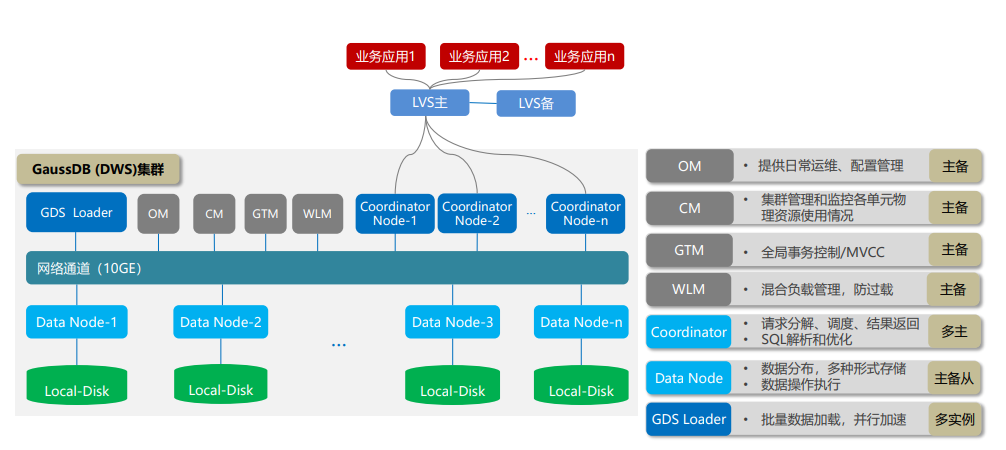 业务应用1
业务应用2
...
业务应用n
LVS主
LVS备
GaussDB (DWS)集群
GDS Loader
OM
CM
GTM
WLM
Coordinator
Node-1
Coordinator
Node-2
...
Coordinator
Node-n
网络通道（10GE）
Data Node-1
Data Node-2
...
Data Node-3
Data Node-n
Local-Disk
Local-Disk
Local-Disk
Local-Disk
OM
• 提供日常运维、配置管理
主备
CM
• 集群管理和监控各单元物
理资源使用情况
主备
GTM
• 全局事务控制/MVCC
主备
WLM
• 混合负载管理，防过载
主备
Coordinator
• 请求分解、调度、结果返回
• SQL解析和优化
多主
Data Node
• 数据分布，多种形式存储
• 数据操作执行
主备从
GDS Loader
• 批量数据加载，并行加速
多实例